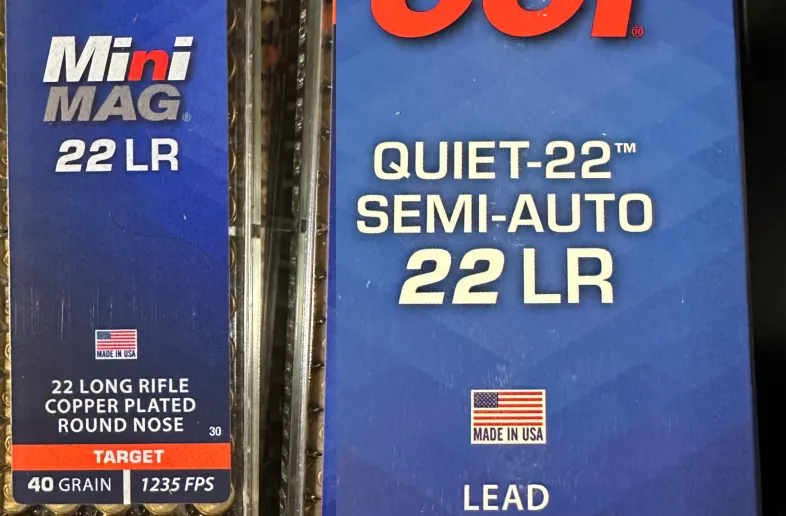 Mini
MAG®
22 LR
MADE IN USA
22 LONG RIFLE
COPPER PLATED
ROUND NOSE
30
TARGET
40 GRAIN
1235 FPS
CCI®
QUIET-22™
SEMI-AUTO
22 LR
MADE IN USA
LEAD